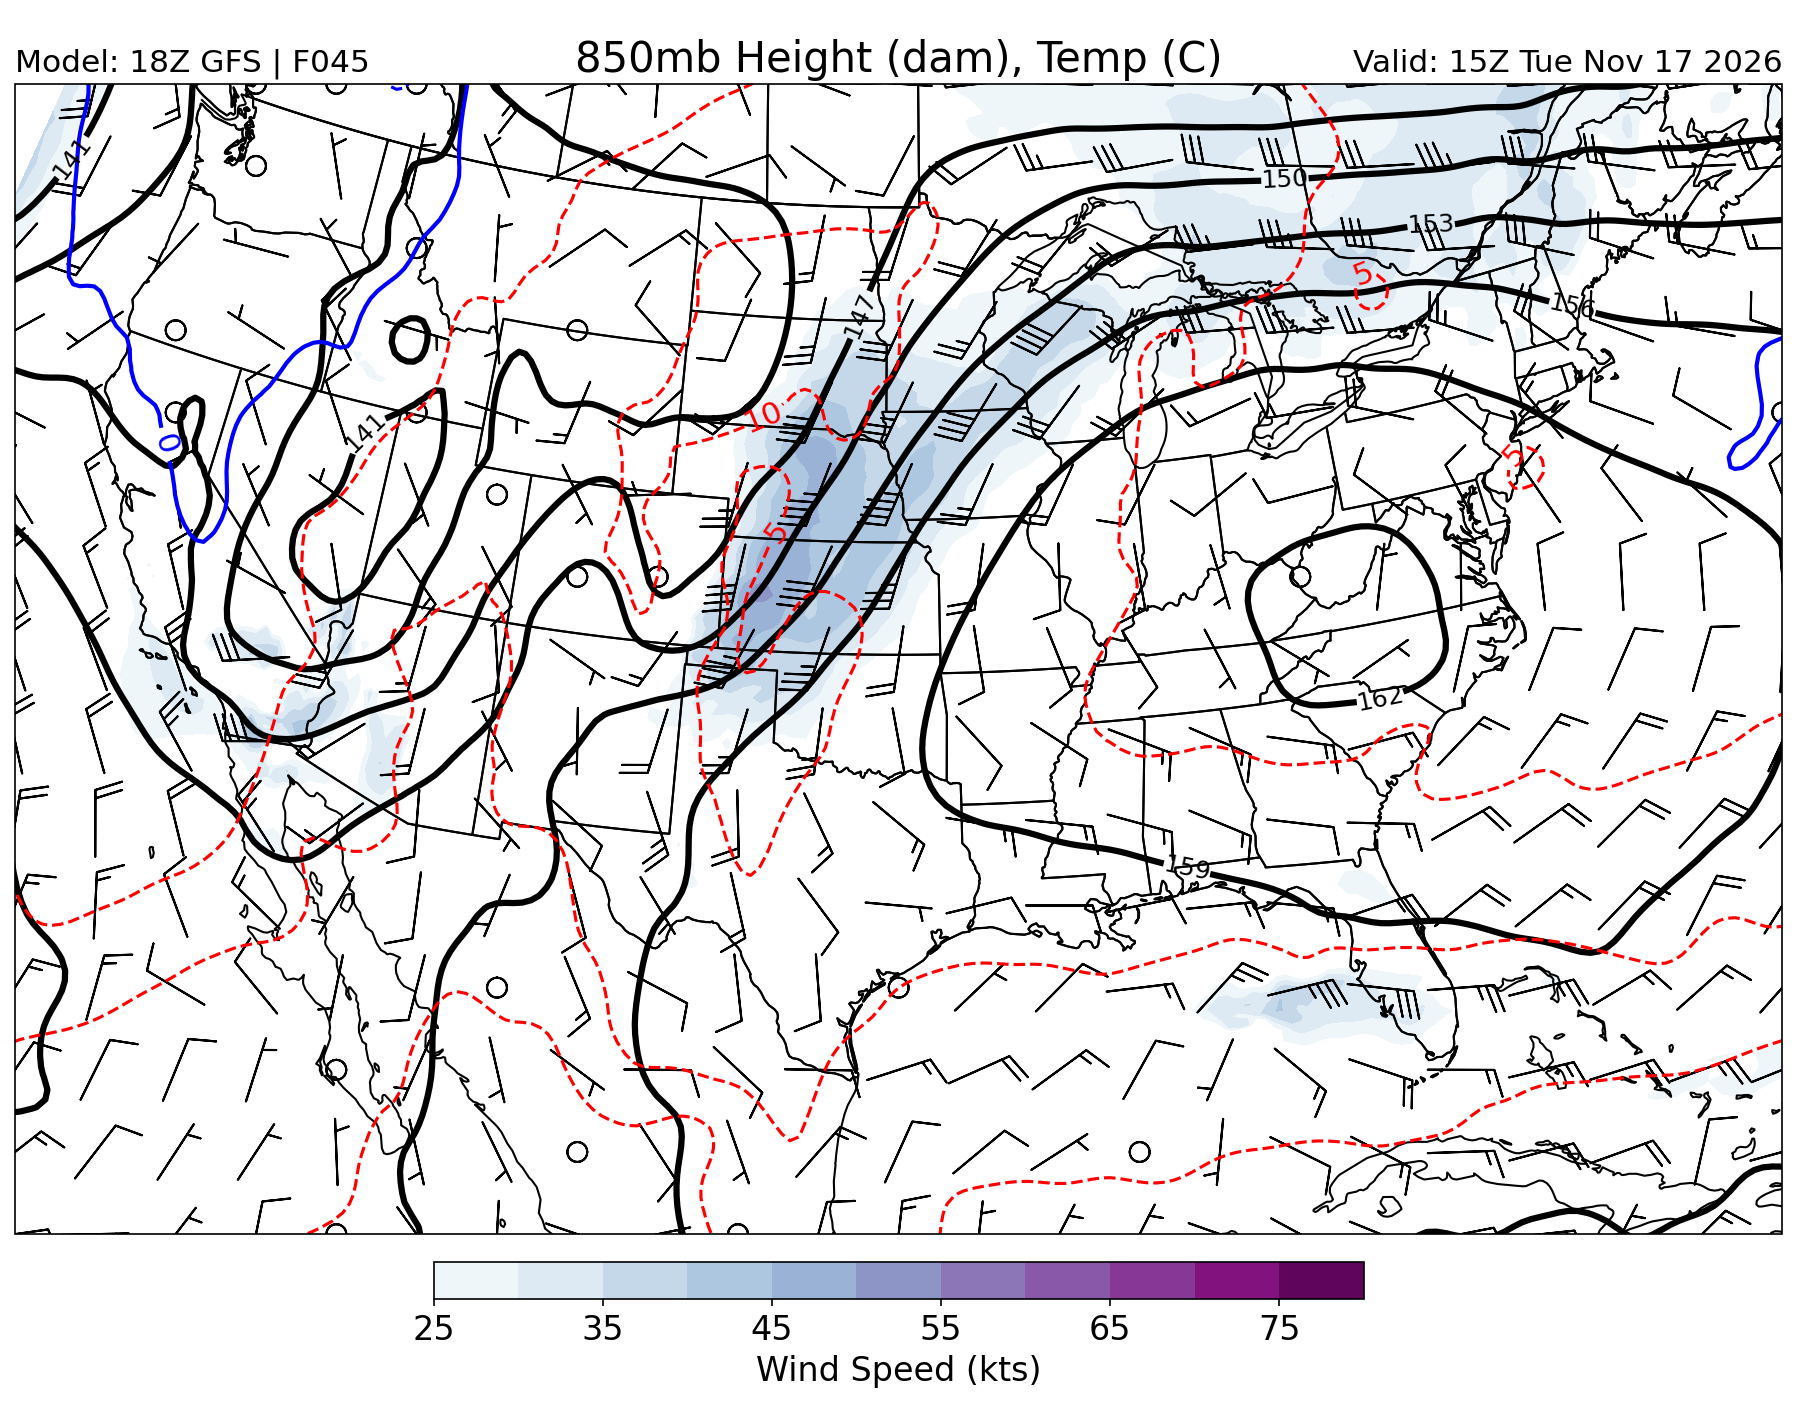 Model: 18Z GFS | F045
850mb Height (dam), Temp (C)
Valid: 15Z Tue Nov 17 2026
141
150
153
5
156
147
10
0
141
5
5
162
159
25 35 45 55 65 75
Wind Speed (kts)